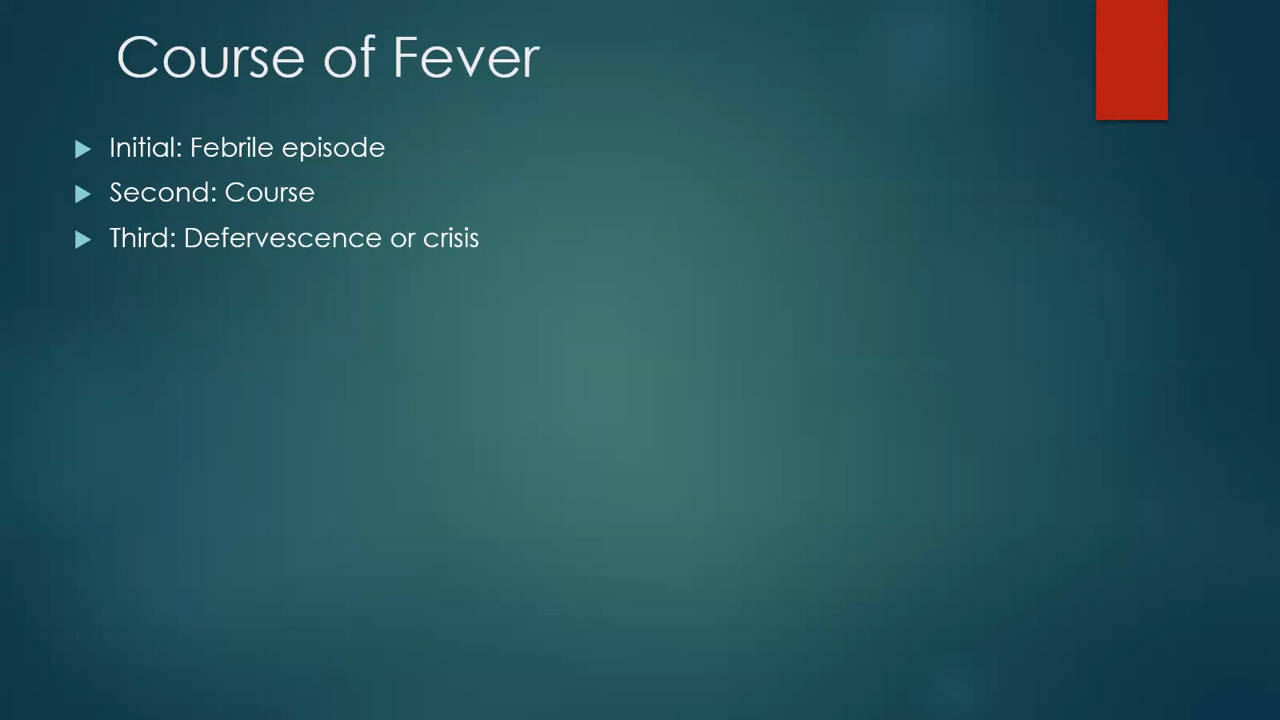 Course of Fever
Initial: Febrile episode
Second: Course
Third: Defervescence or crisis